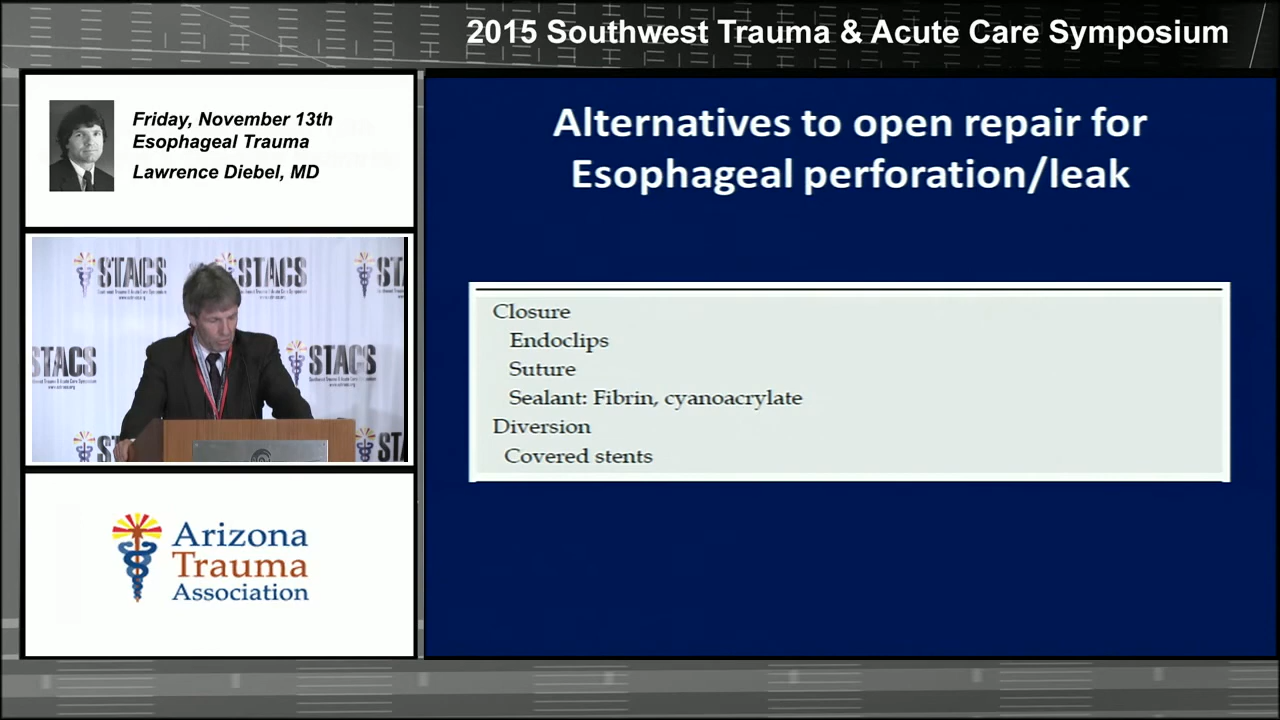 2015 Southwest Trauma & Acute Care Symposium
Friday, November 13th
Esophageal Trauma
Lawrence Diebel, MD
STACS
STACS
ST
STACS
STACS
STA
Arizona
Trauma
Association
Alternatives to open repair for
Esophageal perforation/leak
Closure
Endoclips
Suture
Sealant: Fibrin, cyanoacrylate
Diversion
Covered stents